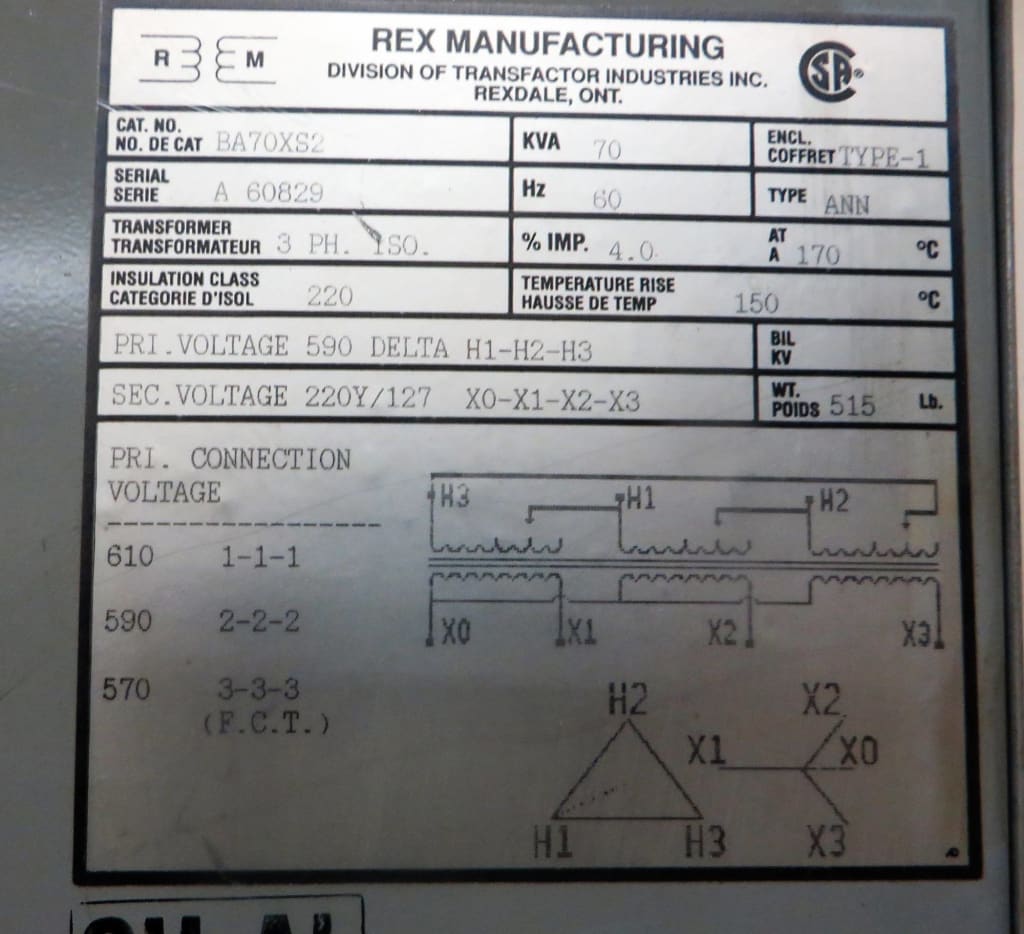 R M
REX MANUFACTURING
DIVISION OF TRANSFACTOR INDUSTRIES INC.
REXDALE, ONT.
SA ®
CAT. NO.
NO. DE CAT BA70XS2
KVA 70
ENCL.
COFFRET TYPE-1
SERIAL
SERIE A 60829
Hz 60
TYPE ANN
TRANSFORMER
TRANSFORMATEUR 3 PH. ISO.
% IMP. 4.0
AT
A 170 °C
INSULATION CLASS
CATEGORIE D'ISOL 220
TEMPERATURE RISE
HAUSSE DE TEMP 150 °C
PRI.VOLTAGE 590 DELTA H1-H2-H3
BIL
KV
SEC.VOLTAGE 220Y/127 X0-X1-X2-X3
WT.
POIDS 515 Lb.
PRI. CONNECTION
VOLTAGE
610 1-1-1
590 2-2-2
570 3-3-3
(F.C.T.)
H3 H1 H2
X0 X1 X2 X3
H2 X2
X1 X0
H1 H3 X3